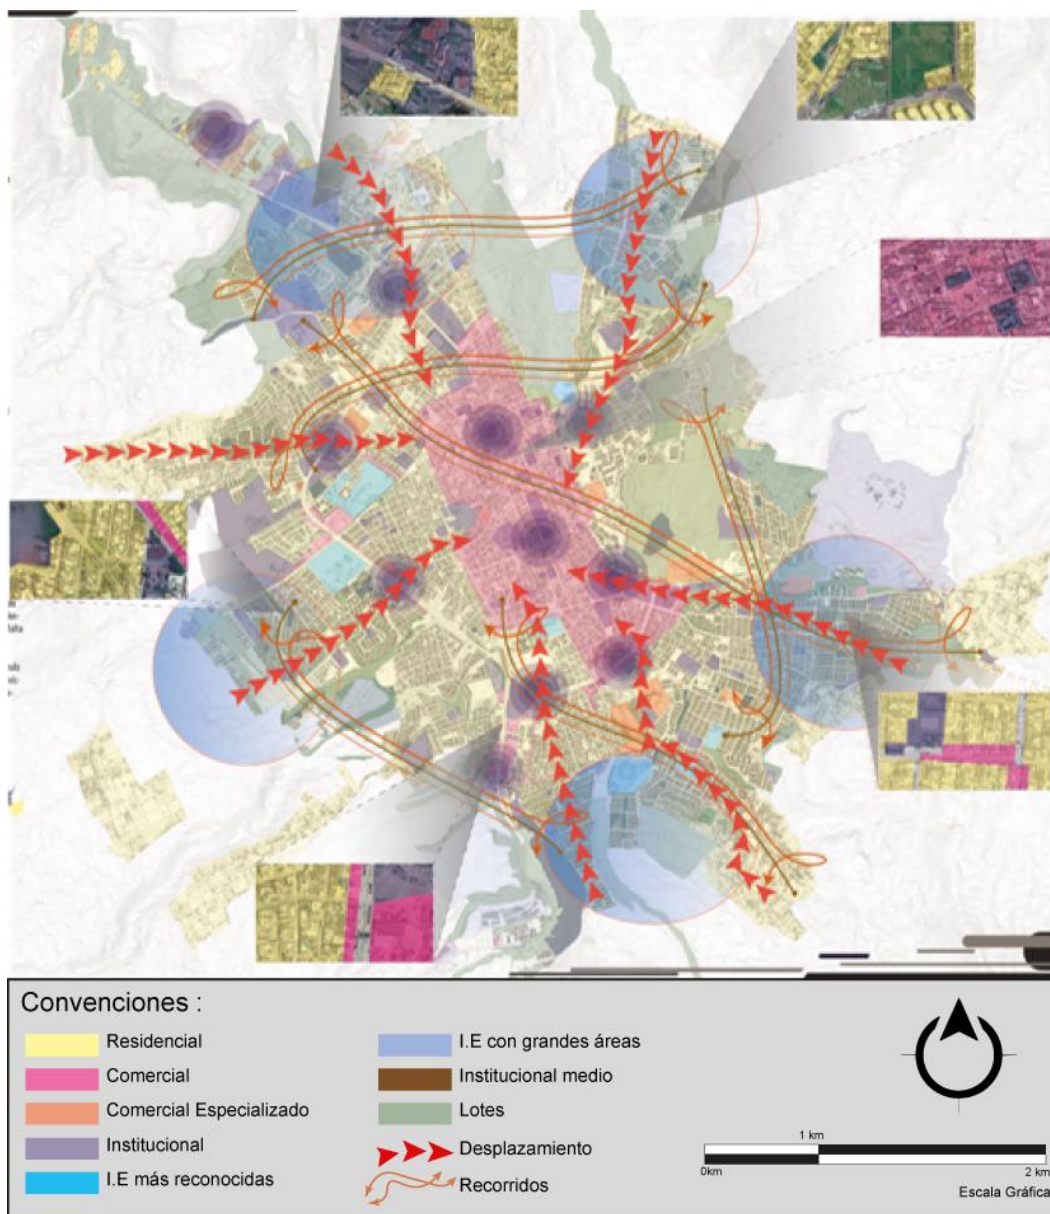 Convenciones :
Residencial
Comercial
Comercial Especializado
Institucional
I.E más reconocidas
I.E con grandes áreas
Institucional medio
Lotes
Desplazamiento
Recorridos
1 km
0km
2 km
Escala Gráfica